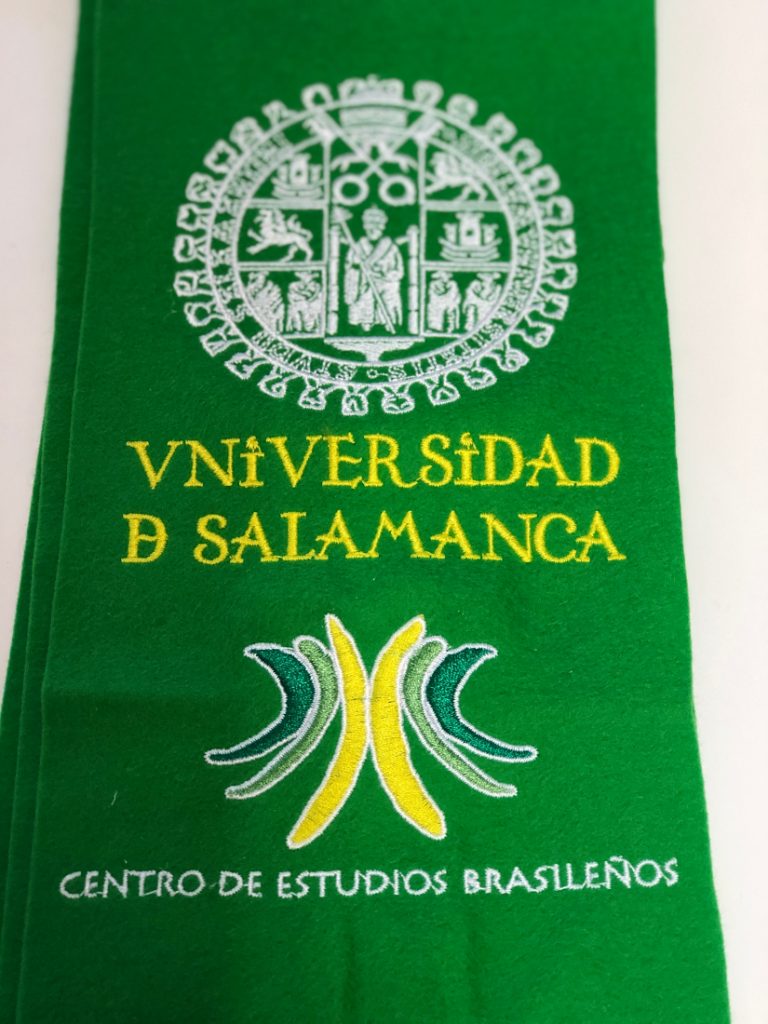 VNiVERSiDAD
Đ SALAMANCA
CENTRO DE ESTUDIOS BRASILEÑOS